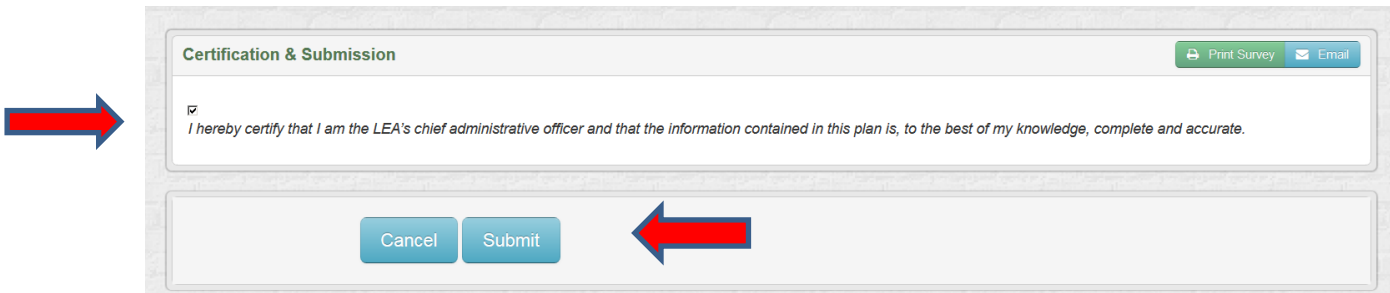 Certification & Submission
Print Survey
Email
I hereby certify that I am the LEA's chief administrative officer and that the information contained in this plan is, to the best of my knowledge, complete and accurate.
Cancel
Submit